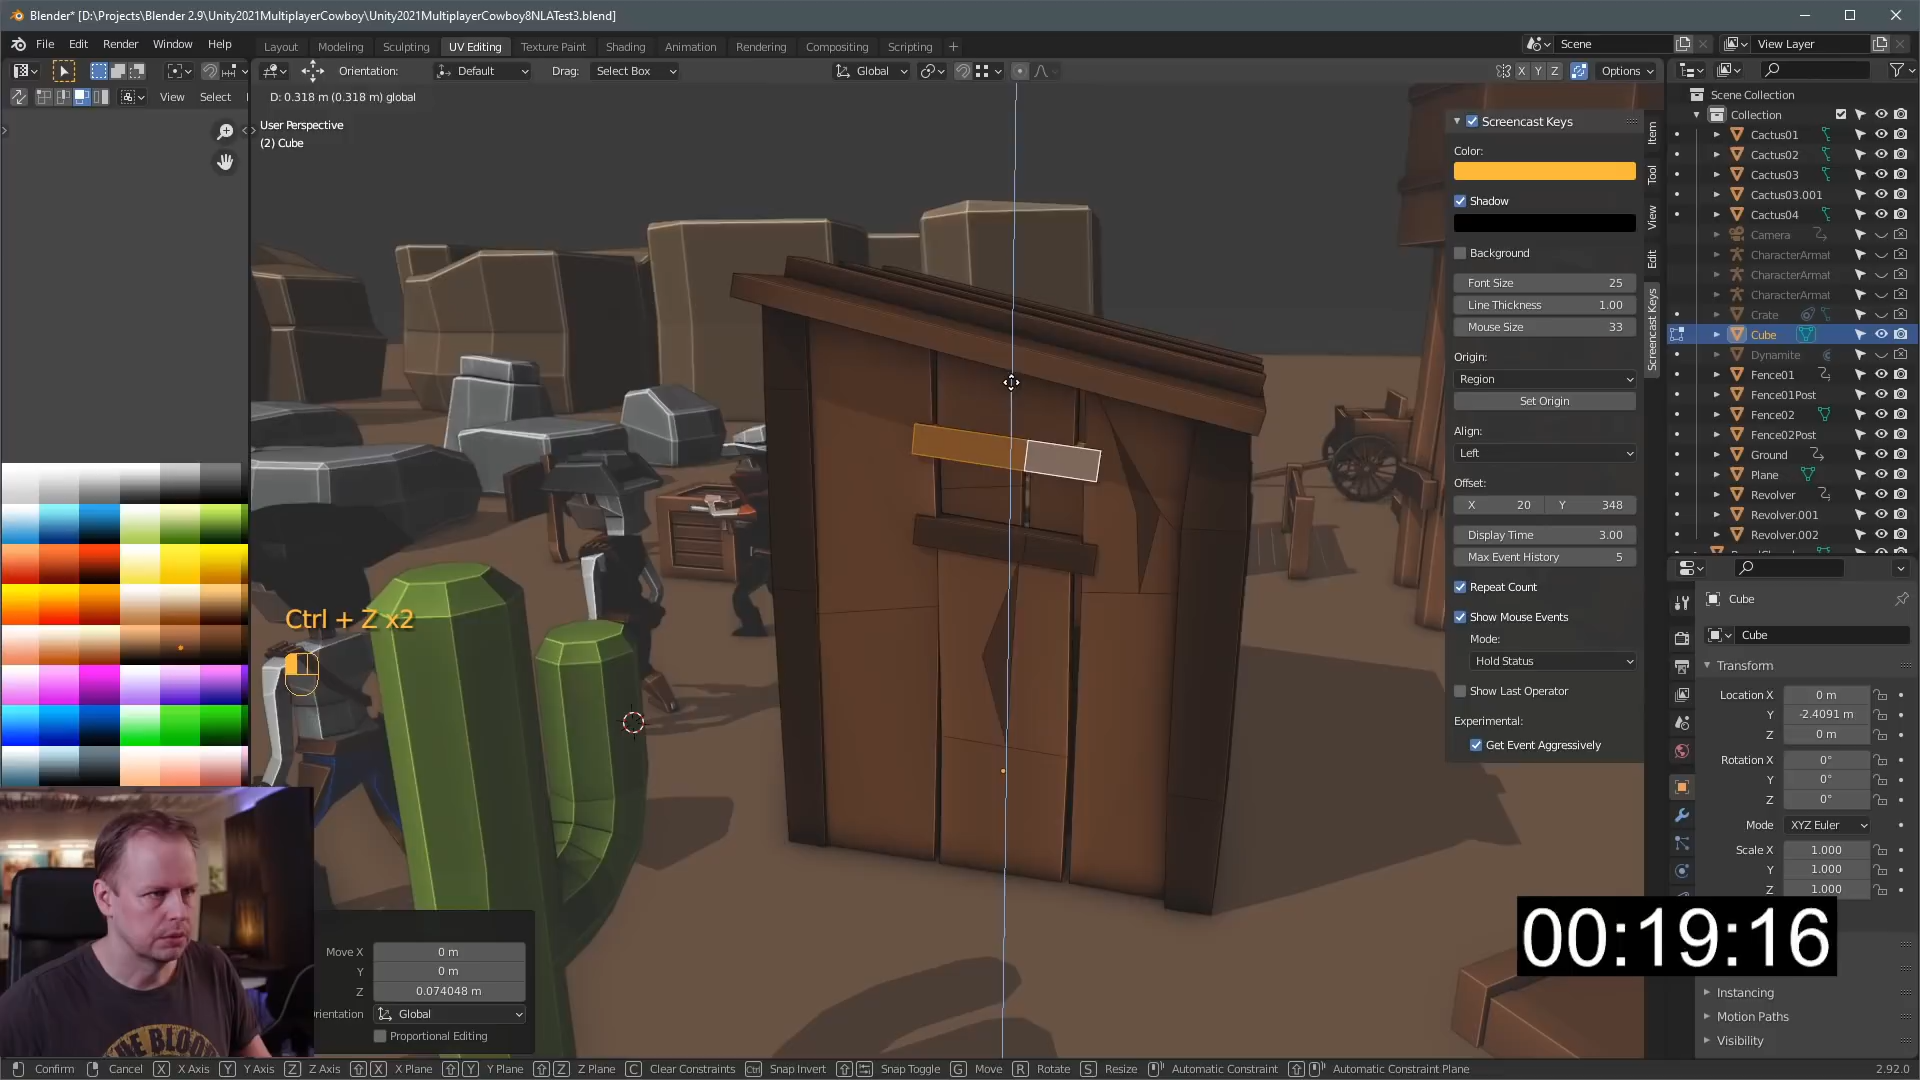 Blender* [D:\Projects\Blender 2.9\Unity2021MultiplayerCowboy\Unity2021MultiplayerCowboy8NLATest3.blend]
File Edit Render Window Help
Layout Modeling Sculpting UV Editing Texture Paint Shading Animation Rendering Compositing Scripting +
Scene View Layer
Orientation: Default Drag: Select Box Global X Y Z Options
View Select
D: 0.318 m (0.318 m) global
User Perspective
(2) Cube
Screencast Keys
Color:
Shadow
Background
Font Size 25
Line Thickness 1.00
Mouse Size 33
Origin:
Region
Set Origin
Align:
Left
Offset:
X 20 Y 348
Display Time 3.00
Max Event History 5
Repeat Count
Show Mouse Events
Mode:
Hold Status
Show Last Operator
Experimental:
Get Event Aggressively
Item
Tool
View
Edit
Screencast Keys
Scene Collection
Collection
Cactus01
Cactus02
Cactus03
Cactus03.001
Cactus04
Camera
CharacterArmat
CharacterArmat
CharacterArmat
Crate
Cube
Dynamite
Fence01
Fence01Post
Fence02
Fence02Post
Ground
Plane
Revolver
Revolver.001
Revolver.002
Cube
Cube
Transform
Location X 0 m
Y -2.4091 m
Z 0 m
Rotation X 0°
Y 0°
Z 0°
Mode XYZ Euler
Scale X 1.000
Y 1.000
Z 1.000
Instancing
Motion Paths
Visibility
Ctrl + Z x2
00:19:16
Move X 0 m
Y 0 m
Z 0.074048 m
Orientation Global
Proportional Editing
Confirm Cancel X X Axis Y Y Axis Z Z Axis X X Plane Y Y Plane Z Z Plane C Clear Constraints Ctrl Snap Invert Snap Toggle G Move R Rotate S Resize Automatic Constraint Automatic Constraint Plane 2.92.0